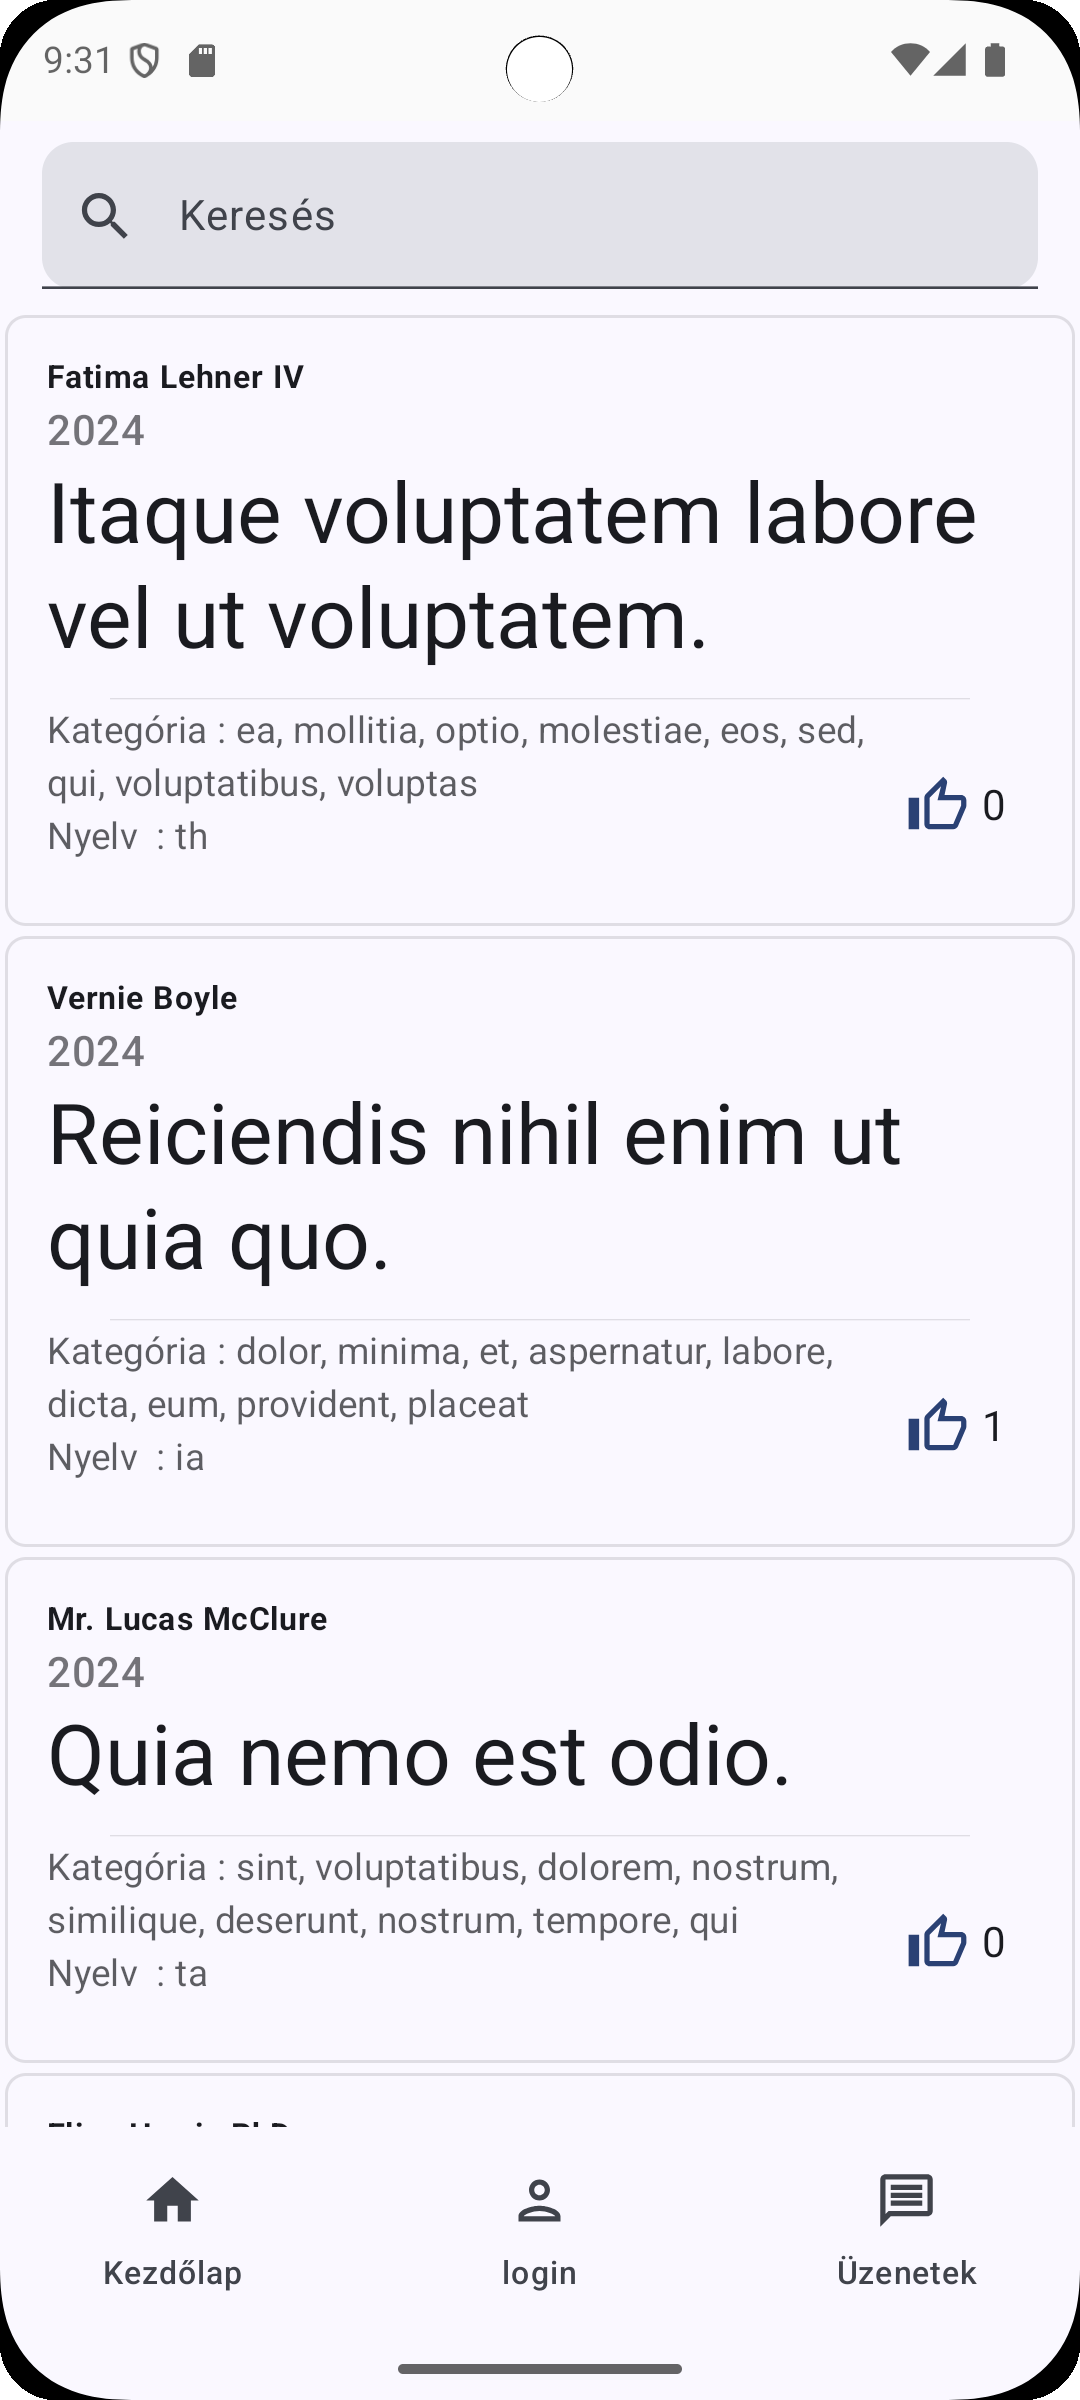 9:31
Keresés
Fatima Lehner IV
2024
Itaque voluptatem labore
vel ut voluptatem.
Kategória : ea, mollitia, optio, molestiae, eos, sed,
qui, voluptatibus, voluptas
Nyelv : th
0
Vernie Boyle
2024
Reiciendis nihil enim ut
quia quo.
Kategória : dolor, minima, et, aspernatur, labore,
dicta, eum, provident, placeat
Nyelv : ia
1
Mr. Lucas McClure
2024
Quia nemo est odio.
Kategória : sint, voluptatibus, dolorem, nostrum,
similique, deserunt, nostrum, tempore, qui
Nyelv : ta
0
Kezdőlap
login
Üzenetek